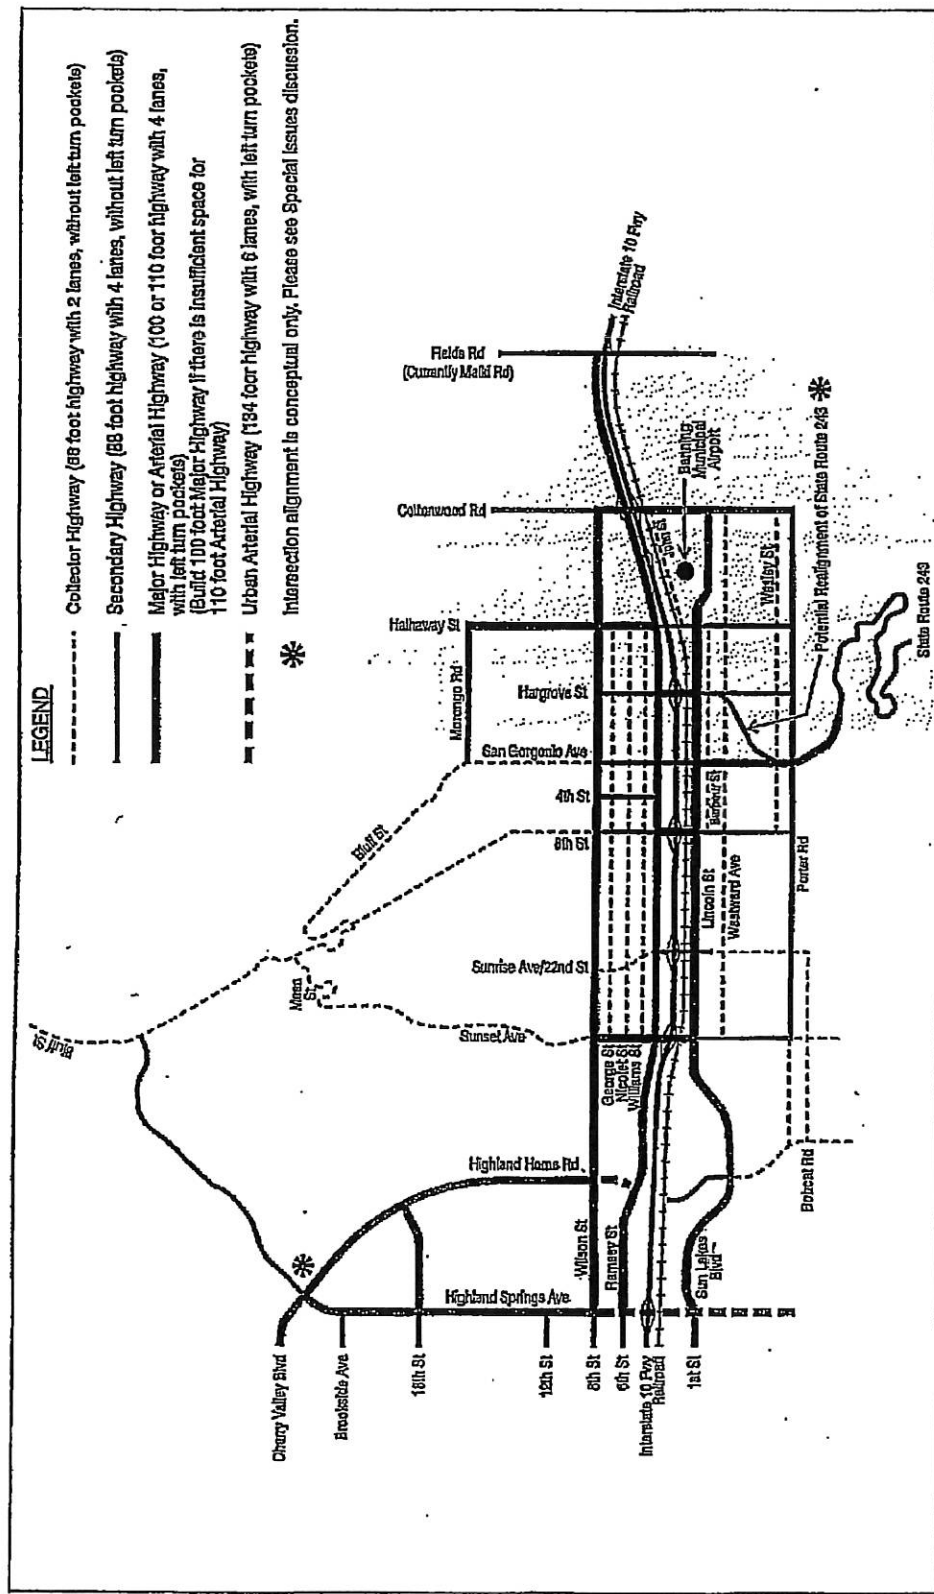 LEGEND
Collector Highway (88 foot highway with 2 lanes, without left turn pockets)
Secondary Highway (88 foot highway with 4 lanes, without left turn pockets)
Major Highway or Arterial Highway (100 or 110 foor highway with 4 lanes,
with left turn pockets)
(Build 100 foot Major Highway if there is insufficient space for
110 foot Arterial Highway)
Urban Arterial Highway (134 foor highway with 6 lanes, with left turn pockets)
Intersection alignment is conceptual only. Please see Special Issues discussion.
Bluff St
Mesa
St
Bluff St
Morongo Rd
Cherry Valley Blvd
Brookside Ave
18th St
12th St
8th St
6th St
Interstate 10 Fwy
Railroad
1st St
Highland Springs Ave
Highland Home Rd
Sunset Ave
Sunrise Ave/22nd St
8th St
4th St
San Gorgonio Ave
Hargrove St
Hathaway St
Cottonwood Rd
Fields Rd
(Currently Malki Rd)
Interstate 10 Fwy
Railroad
Wilson St
Ramsey St
George St
Nicolet St
Williams St
Sun Lakes
Blvd
Lincoln St
Barbour St
Westward Ave
Wesley St
John St
Banning
Municipal
Airport
Porter Rd
Bobcat Rd
Potential Realignment of State Route 243
State Route 243